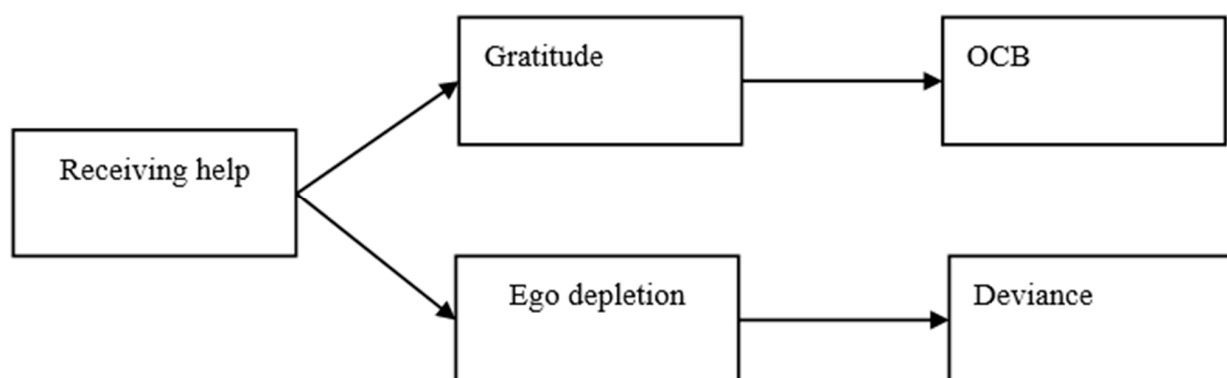 Gratitude
OCB
Receiving help
Ego depletion
Deviance